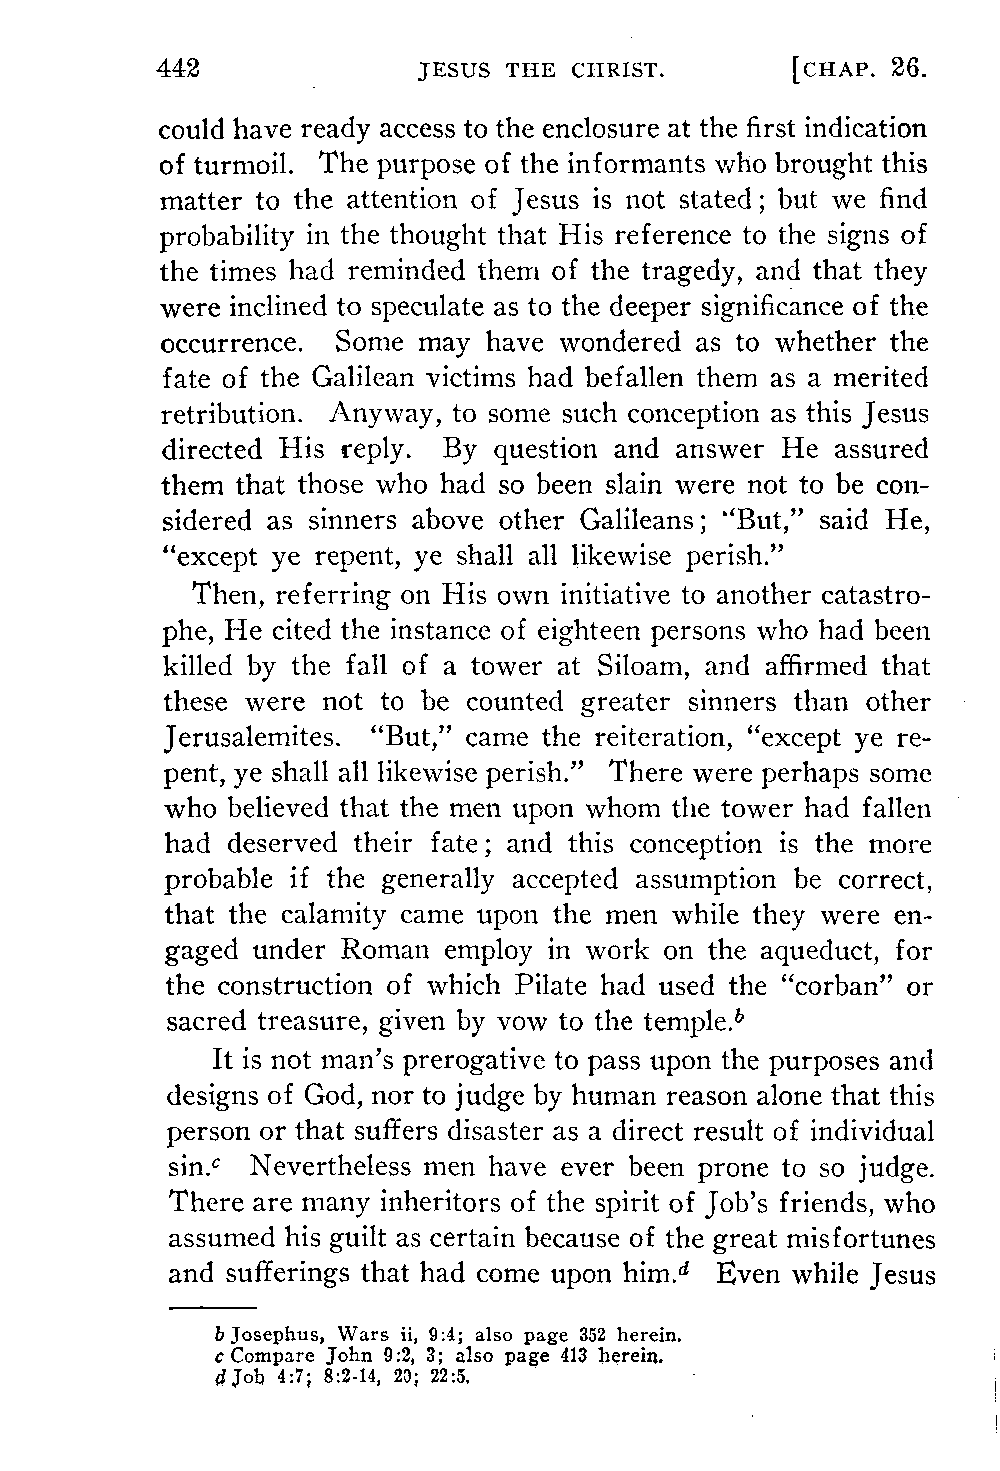 442 JESUS THE CHRIST. [CHAP. 26.
could have ready access to the enclosure at the first indication
of turmoil. The purpose of the informants who brought this
matter to the attention of Jesus is not stated; but we find
probability in the thought that His reference to the signs of
the times had reminded them of the tragedy, and that they
were inclined to speculate as to the deeper significance of the
occurrence. Some may have wondered as to whether the
fate of the Galilean victims had befallen them as a merited
retribution. Anyway, to some such conception as this Jesus
directed His reply. By question and answer He assured
them that those who had so been slain were not to be con-
sidered as sinners above other Galileans; “But,” said He,
“except ye repent, ye shall all likewise perish.”
Then, referring on His own initiative to another catastro-
phe, He cited the instance of eighteen persons who had been
killed by the fall of a tower at Siloam, and affirmed that
these were not to be counted greater sinners than other
Jerusalemites. “But,” came the reiteration, “except ye re-
pent, ye shall all likewise perish.” There were perhaps some
who believed that the men upon whom the tower had fallen
had deserved their fate; and this conception is the more
probable if the generally accepted assumption be correct,
that the calamity came upon the men while they were en-
gaged under Roman employ in work on the aqueduct, for
the construction of which Pilate had used the “corban” or
sacred treasure, given by vow to the temple.b
It is not man’s prerogative to pass upon the purposes and
designs of God, nor to judge by human reason alone that this
person or that suffers disaster as a direct result of individual
sin.c Nevertheless men have ever been prone to so judge.
There are many inheritors of the spirit of Job’s friends, who
assumed his guilt as certain because of the great misfortunes
and sufferings that had come upon him.d Even while Jesus
b Josephus, Wars ii, 9:4; also page 352 herein.
c Compare John 9:2, 3; also page 413 herein.
d Job 4:7; 8:2-14, 20; 22:5.